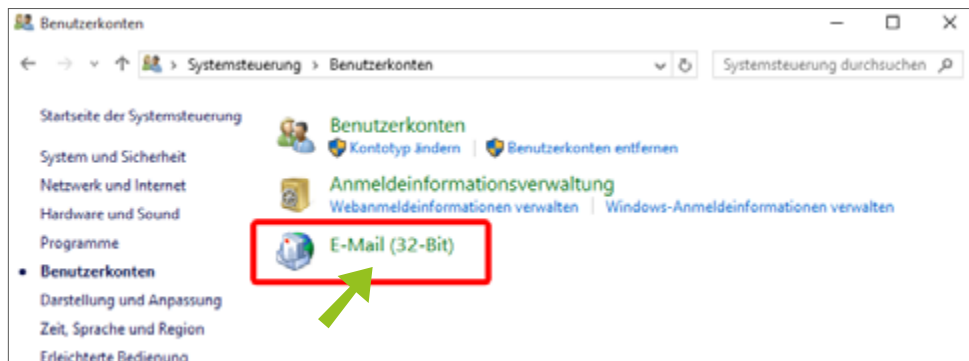 Benutzerkonten
Systemsteuerung > Benutzerkonten
Systemsteuerung durchsuchen
Startseite der Systemsteuerung
System und Sicherheit
Netzwerk und Internet
Hardware und Sound
Programme
Benutzerkonten
Darstellung und Anpassung
Zeit, Sprache und Region
Erleichterte Bedienung
Benutzerkonten
Kontotyp ändern | Benutzerkonten entfernen
Anmeldeinformationsverwaltung
Webanmeldeinformationen verwalten | Windows-Anmeldeinformationen verwalten
E-Mail (32-Bit)